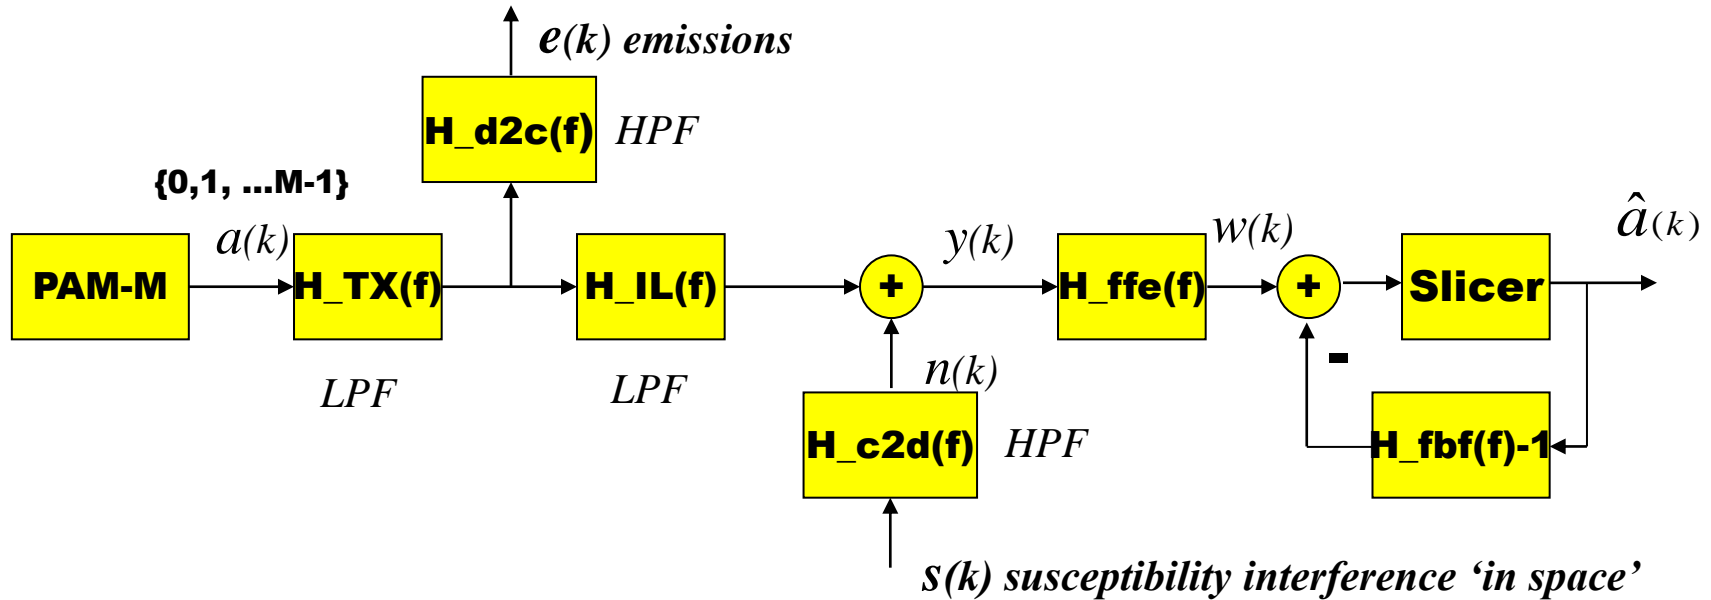 e(k) emissions
H_d2c(f)
HPF
{0,1, ...M-1}
PAM-M
a(k)
H_TX(f)
LPF
H_IL(f)
LPF
+
y(k)
n(k)
H_c2d(f)
HPF
s(k) susceptibility interference ‘in space’
H_ffe(f)
w(k)
+
-
Slicer
â(k)
H_fbf(f)-1